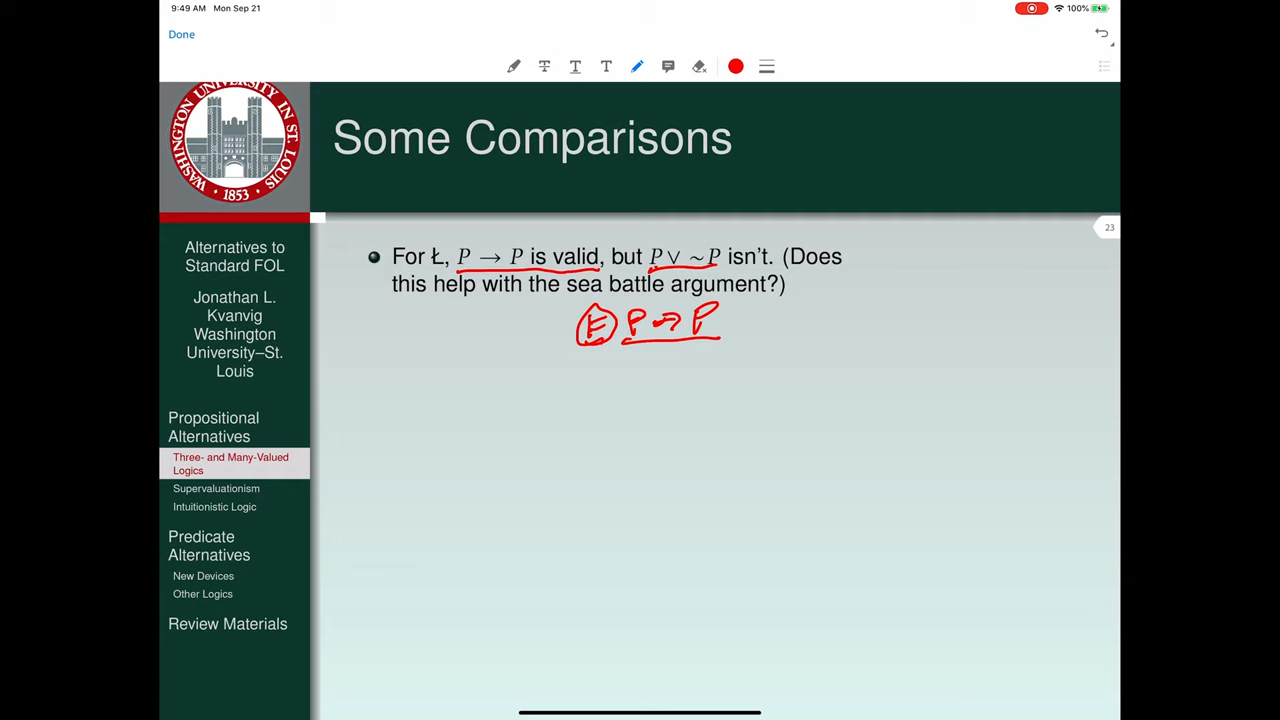 9:49 AM Mon Sep 21
100%
Done
WASHINGTON UNIVERSITY IN ST. LOUIS
1853
Some Comparisons
23
Alternatives to
Standard FOL
Jonathan L.
Kvanvig
Washington
University–St.
Louis
Propositional
Alternatives
Three- and Many-Valued
Logics
Supervaluationism
Intuitionistic Logic
Predicate
Alternatives
New Devices
Other Logics
Review Materials
For Ł, P → P is valid, but P ∨ ∼P isn't. (Does
this help with the sea battle argument?)
P → P